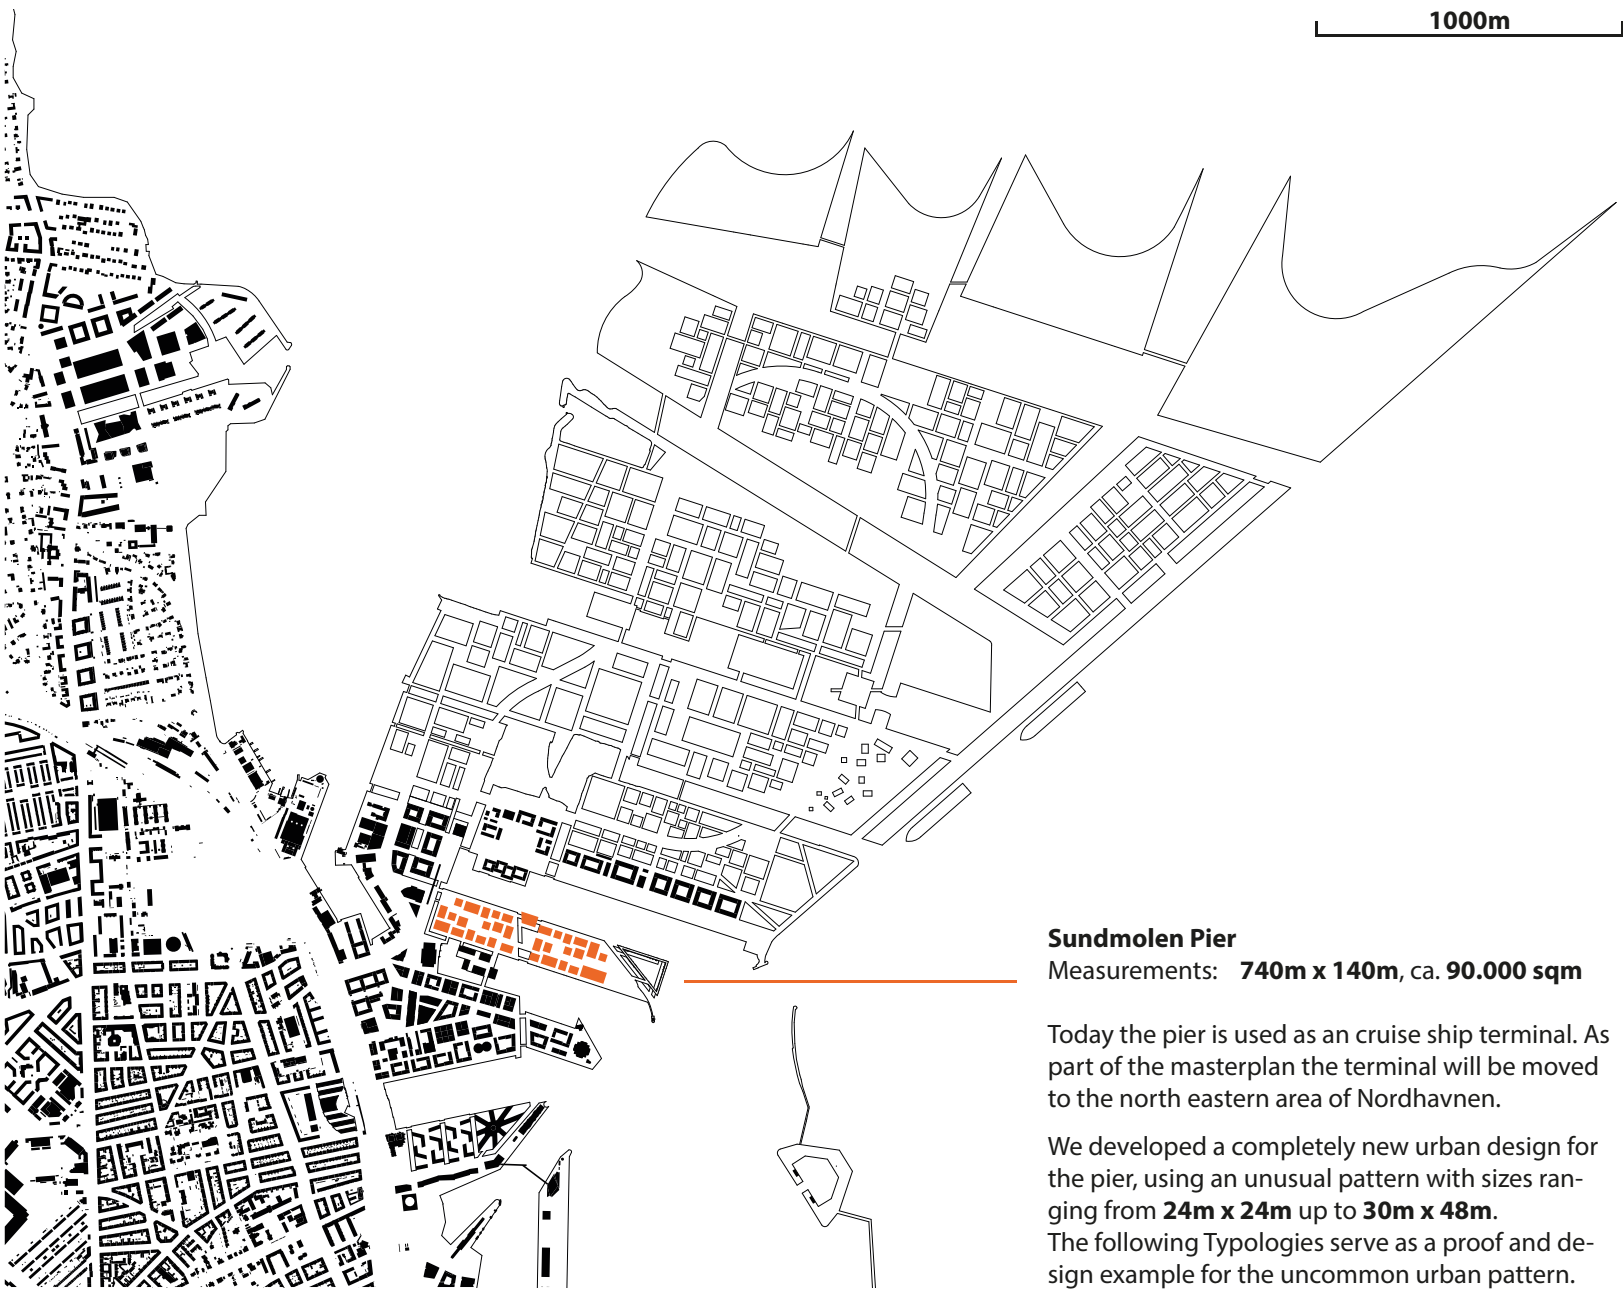 1000m
Sundmolen Pier
Measurements: 740m x 140m, ca. 90.000 sqm
Today the pier is used as an cruise ship terminal. As
part of the masterplan the terminal will be moved
to the north eastern area of Nordhavnen.
We developed a completely new urban design for
the pier, using an unusual pattern with sizes ran-
ging from 24m x 24m up to 30m x 48m.
The following Typologies serve as a proof and de-
sign example for the uncommon urban pattern.